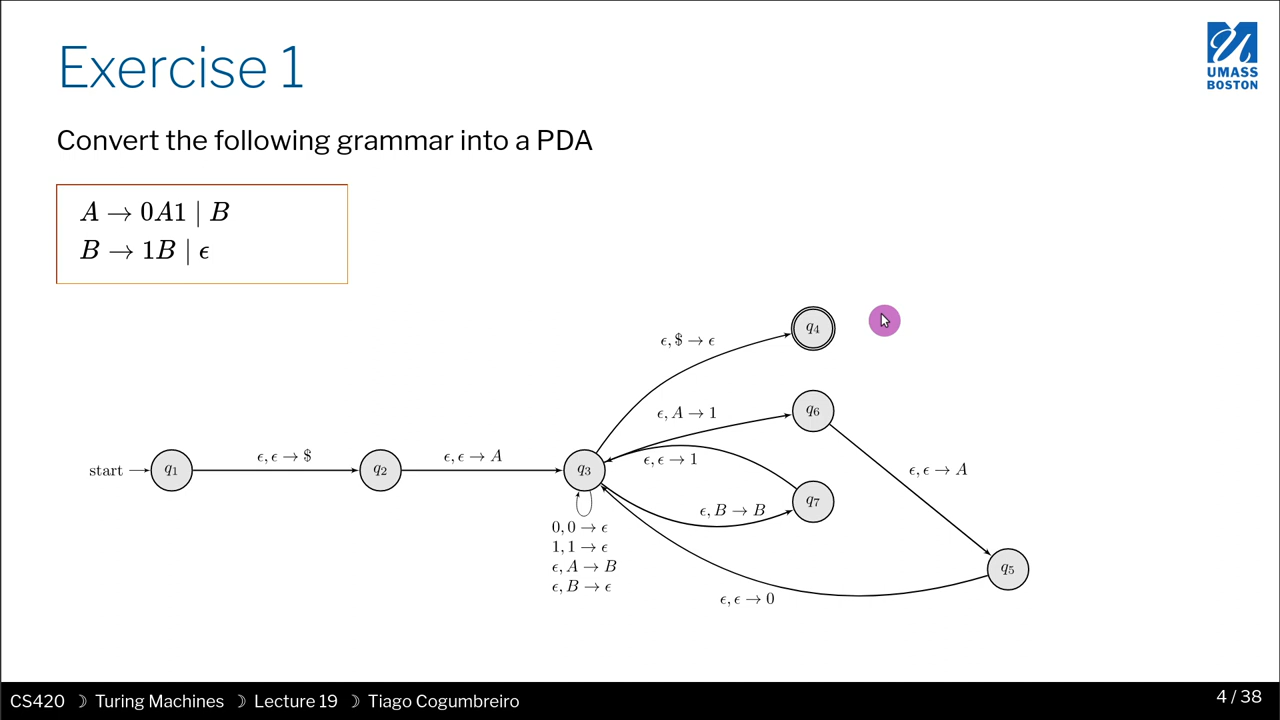 Exercise 1
UMASS
BOSTON
Convert the following grammar into a PDA
A → 0A1 | B
B → 1B | ϵ
q4
ϵ, $ → ϵ
ϵ, A → 1
q6
start
q1
ϵ, ϵ → $
q2
ϵ, ϵ → A
q3
ϵ, ϵ → 1
ϵ, ϵ → A
q7
ϵ, B → B
0, 0 → ϵ
1, 1 → ϵ
ϵ, A → B
ϵ, B → ϵ
q5
ϵ, ϵ → 0
CS420 ☽ Turing Machines ☽ Lecture 19 ☽ Tiago Cogumbreiro
4 / 38